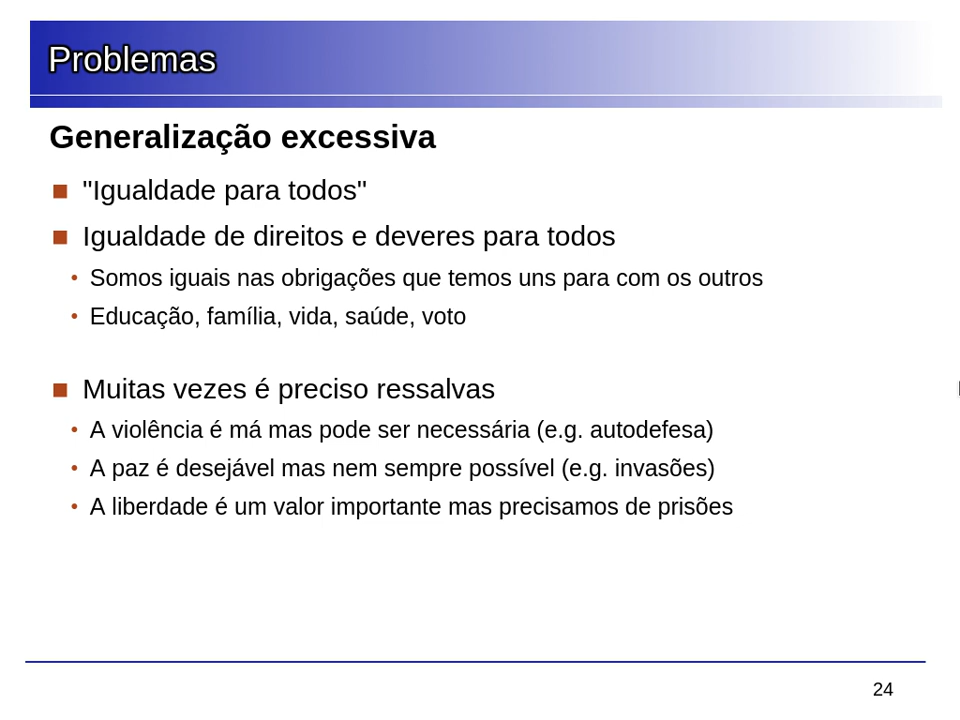 Problemas
Generalização excessiva
"Igualdade para todos"
Igualdade de direitos e deveres para todos
Somos iguais nas obrigações que temos uns para com os outros
Educação, família, vida, saúde, voto
Muitas vezes é preciso ressalvas
A violência é má mas pode ser necessária (e.g. autodefesa)
A paz é desejável mas nem sempre possível (e.g. invasões)
A liberdade é um valor importante mas precisamos de prisões
24